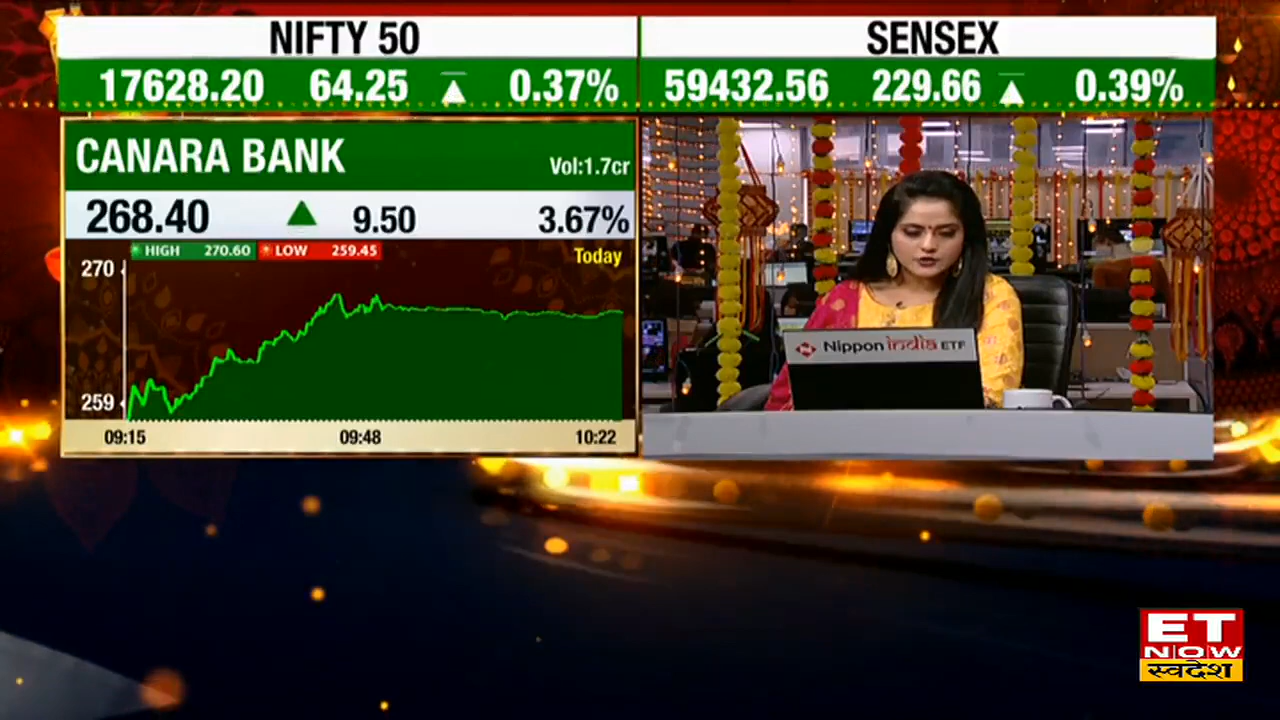 NIFTY 50
17628.20 64.25 0.37%
SENSEX
59432.56 229.66 0.39%
CANARA BANK
Vol:1.7cr
268.40 9.50 3.67%
HIGH 270.60 LOW 259.45
Today
270
259
09:15 09:48 10:22
Nippon india ETF
ET
NOW
स्वदेश